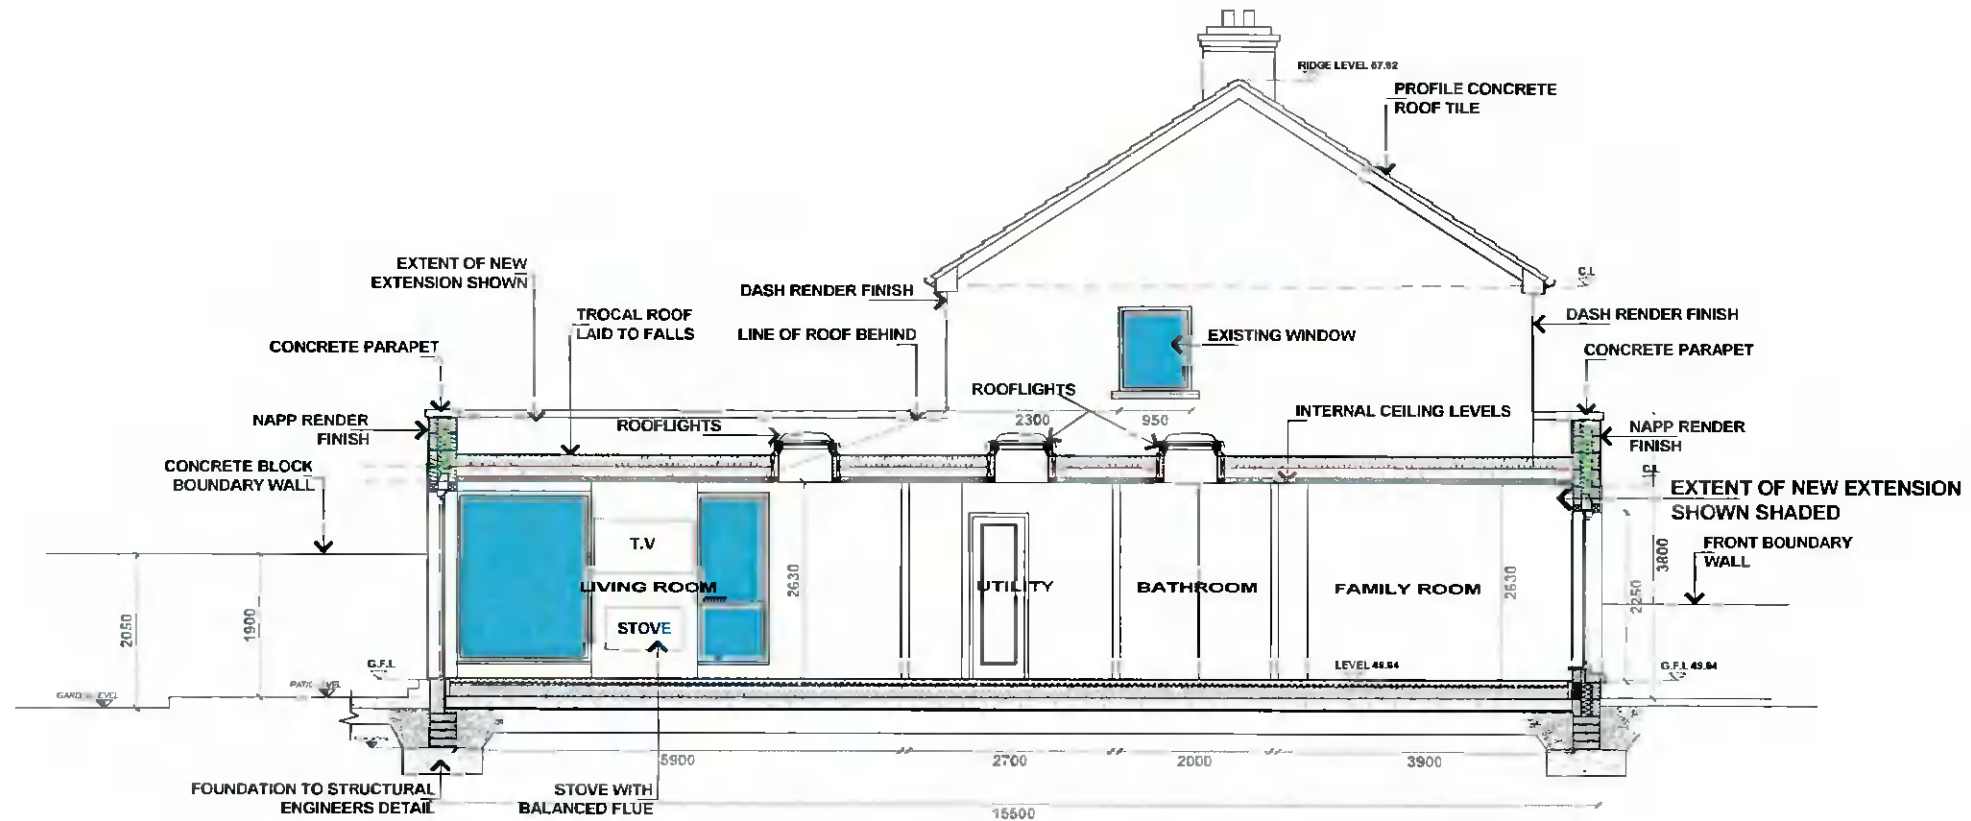 RIDGE LEVEL 57.92
PROFILE CONCRETE
ROOF TILE
EXTENT OF NEW
EXTENSION SHOWN
DASH RENDER FINISH
C.L
TROCAL ROOF
LAID TO FALLS
LINE OF ROOF BEHIND
EXISTING WINDOW
DASH RENDER FINISH
CONCRETE PARAPET
CONCRETE PARAPET
ROOFLIGHTS
NAPP RENDER
FINISH
ROOFLIGHTS
2300
950
INTERNAL CEILING LEVELS
NAPP RENDER
FINISH
CONCRETE BLOCK
BOUNDARY WALL
C.L
EXTENT OF NEW EXTENSION
SHOWN SHADED
T.V
FRONT BOUNDARY
WALL
LIVING ROOM
2630
UTILITY
BATHROOM
FAMILY ROOM
2630
2250
3800
2050
1900
STOVE
G.F.L
LEVEL 49.94
G.F.L 49.94
5900
2700
2000
3900
FOUNDATION TO STRUCTURAL
ENGINEERS DETAIL
STOVE WITH
BALANCED FLUE
15500